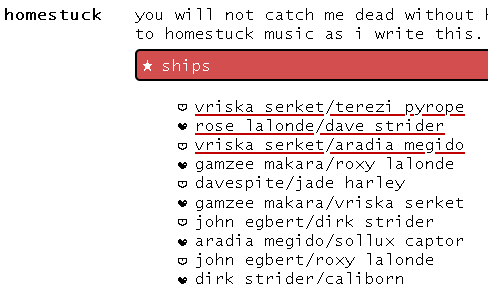 homestuck
you will not catch me dead without
to homestuck music as i write this.
★ ships
vriska serket/terezi pyrope
rose lalonde/dave strider
vriska serket/aradia megido
gamzee makara/roxy lalonde
davespite/jade harley
gamzee makara/vriska serket
john egbert/dirk strider
aradia megido/sollux captor
john egbert/roxy lalonde
dirk strider/caliborn